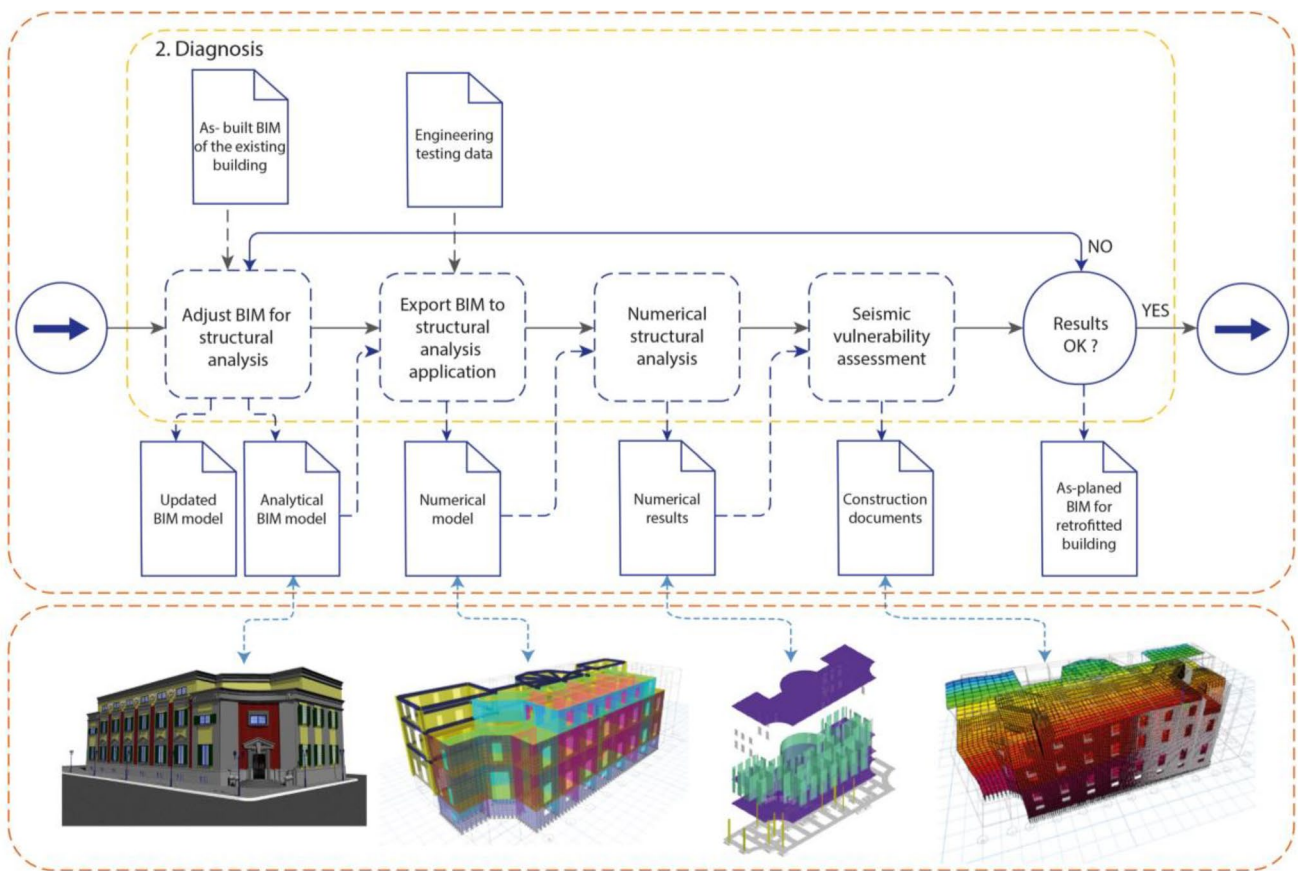 2. Diagnosis
As- built BIM
of the existing
building
Engineering
testing data
NO
Adjust BIM for
structural
analysis
Export BIM to
structural
analysis
application
Numerical
structural
analysis
Seismic
vulnerability
assessment
Results
OK ?
YES
Updated
BIM model
Analytical
BIM model
Numerical
model
Numerical
results
Construction
documents
As-planed
BIM for
retrofitted
building